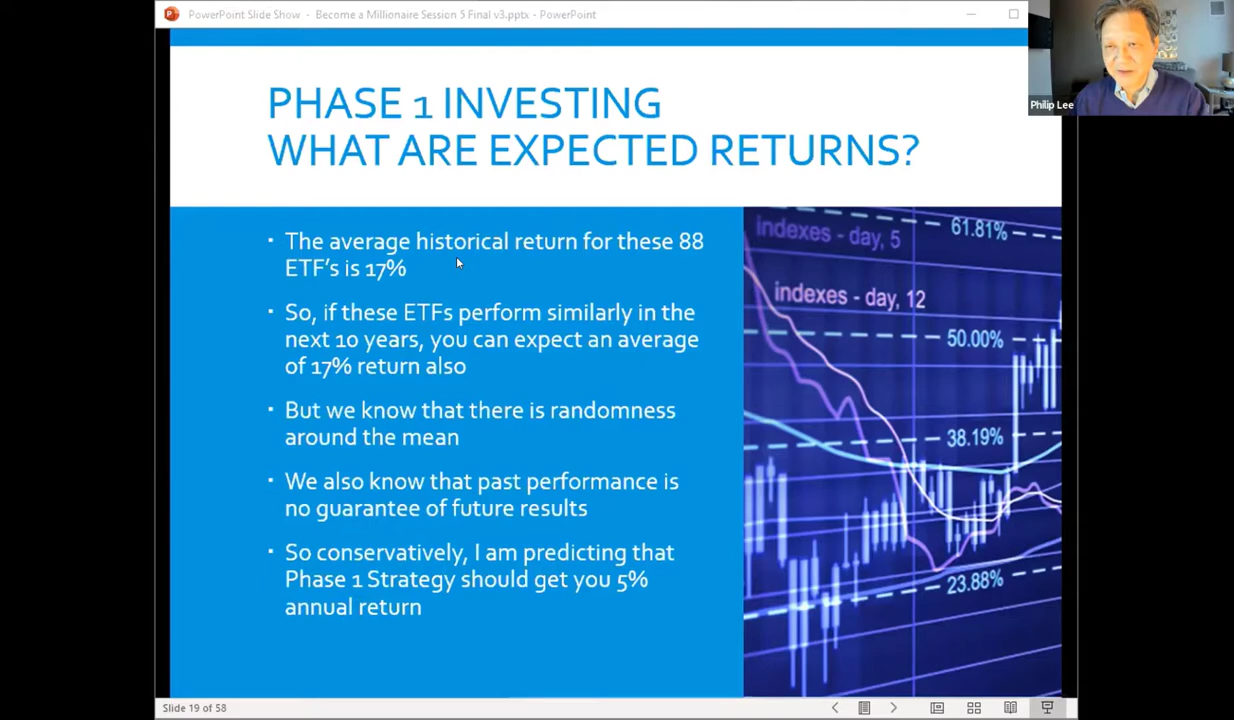 PowerPoint Slide Show - Become a Millionaire Session 5 Final v3.pptx - PowerPoint
Philip Lee
PHASE 1 INVESTING
WHAT ARE EXPECTED RETURNS?
· The average historical return for these 88
ETF's is 17%
· So, if these ETFs perform similarly in the
next 10 years, you can expect an average
of 17% return also
· But we know that there is randomness
around the mean
· We also know that past performance is
no guarantee of future results
· So conservatively, I am predicting that
Phase 1 Strategy should get you 5%
annual return
indexes - day, 5
61.81%
indexes - day, 12
50.00%
38.19%
23.88%
Slide 19 of 58